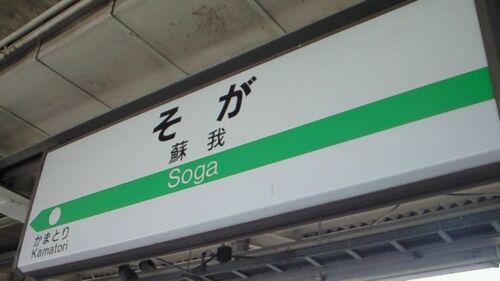 そが
蘇我
Soga
かまとり
Kamatori